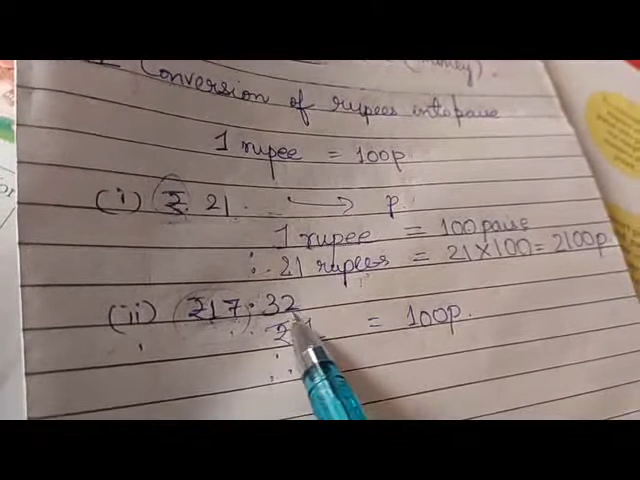 Conversion of rupees into paise
1 rupee = 100p
(i) ₹ 21. → p
1 rupee = 100 paise
∴ 21 rupees = 21×100 = 2100p
(ii) ₹17.32
= 100p.